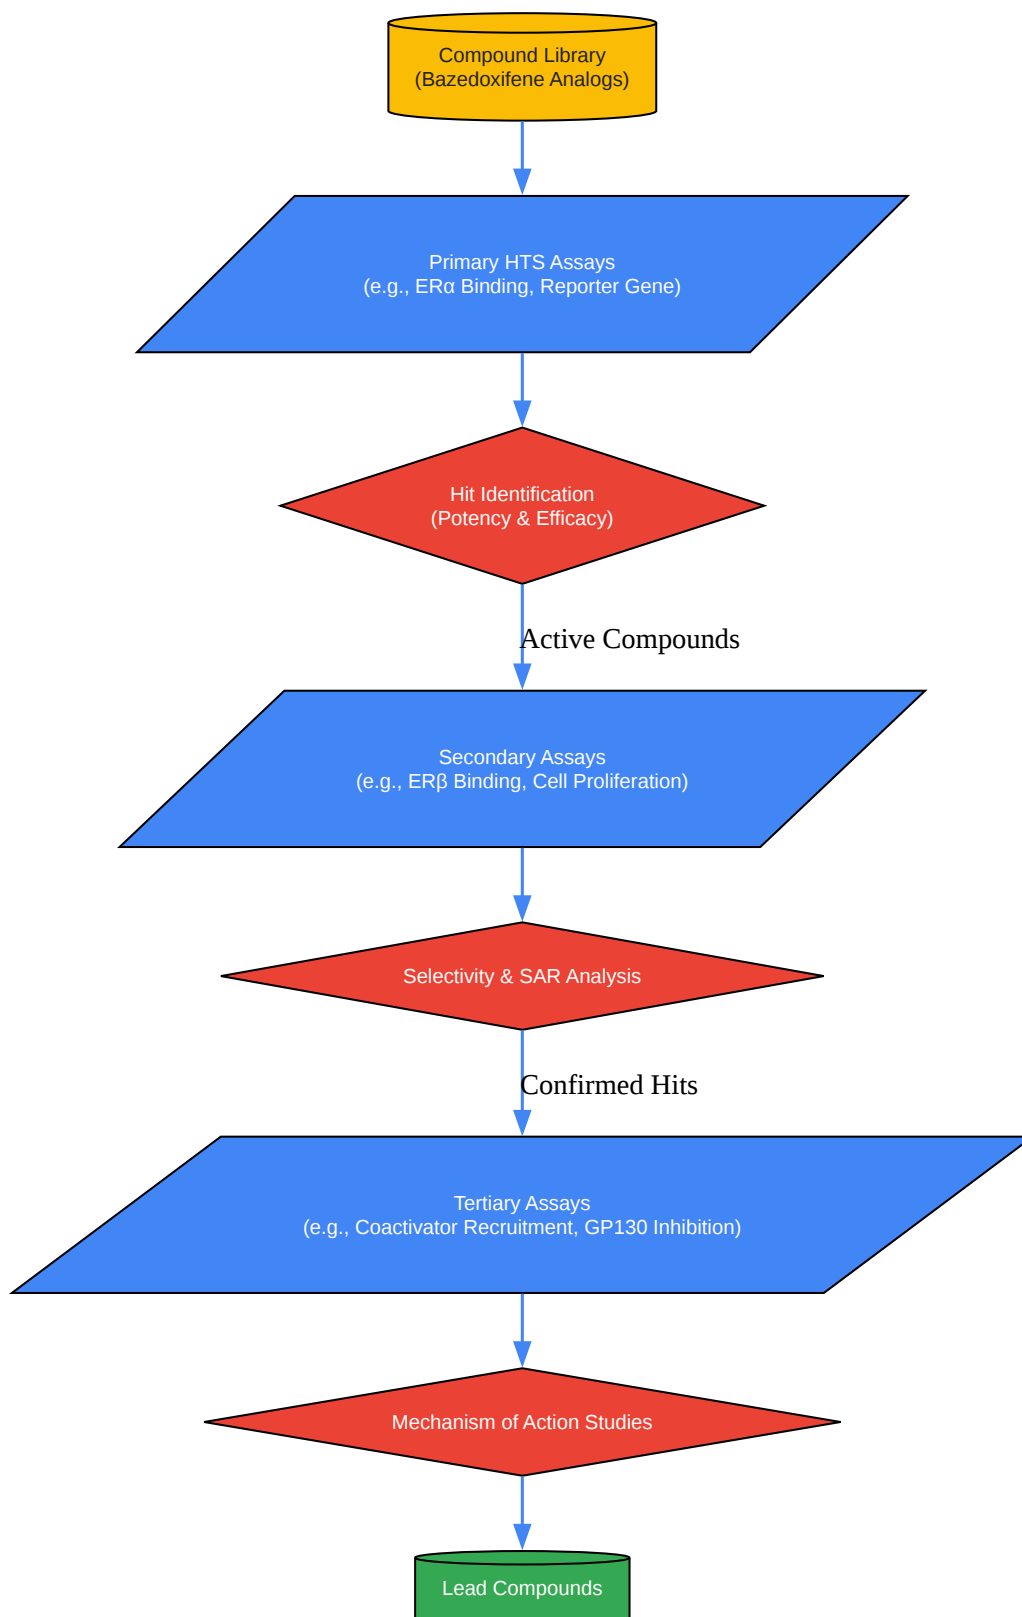 Compound Library
(Bazedoxifene Analogs)
Primary HTS Assays
(e.g., ERα Binding, Reporter Gene)
Hit Identification
(Potency & Efficacy)
Active Compounds
Secondary Assays
(e.g., ERβ Binding, Cell Proliferation)
Selectivity & SAR Analysis
Confirmed Hits
Tertiary Assays
(e.g., Coactivator Recruitment, GP130 Inhibition)
Mechanism of Action Studies
Lead Compounds